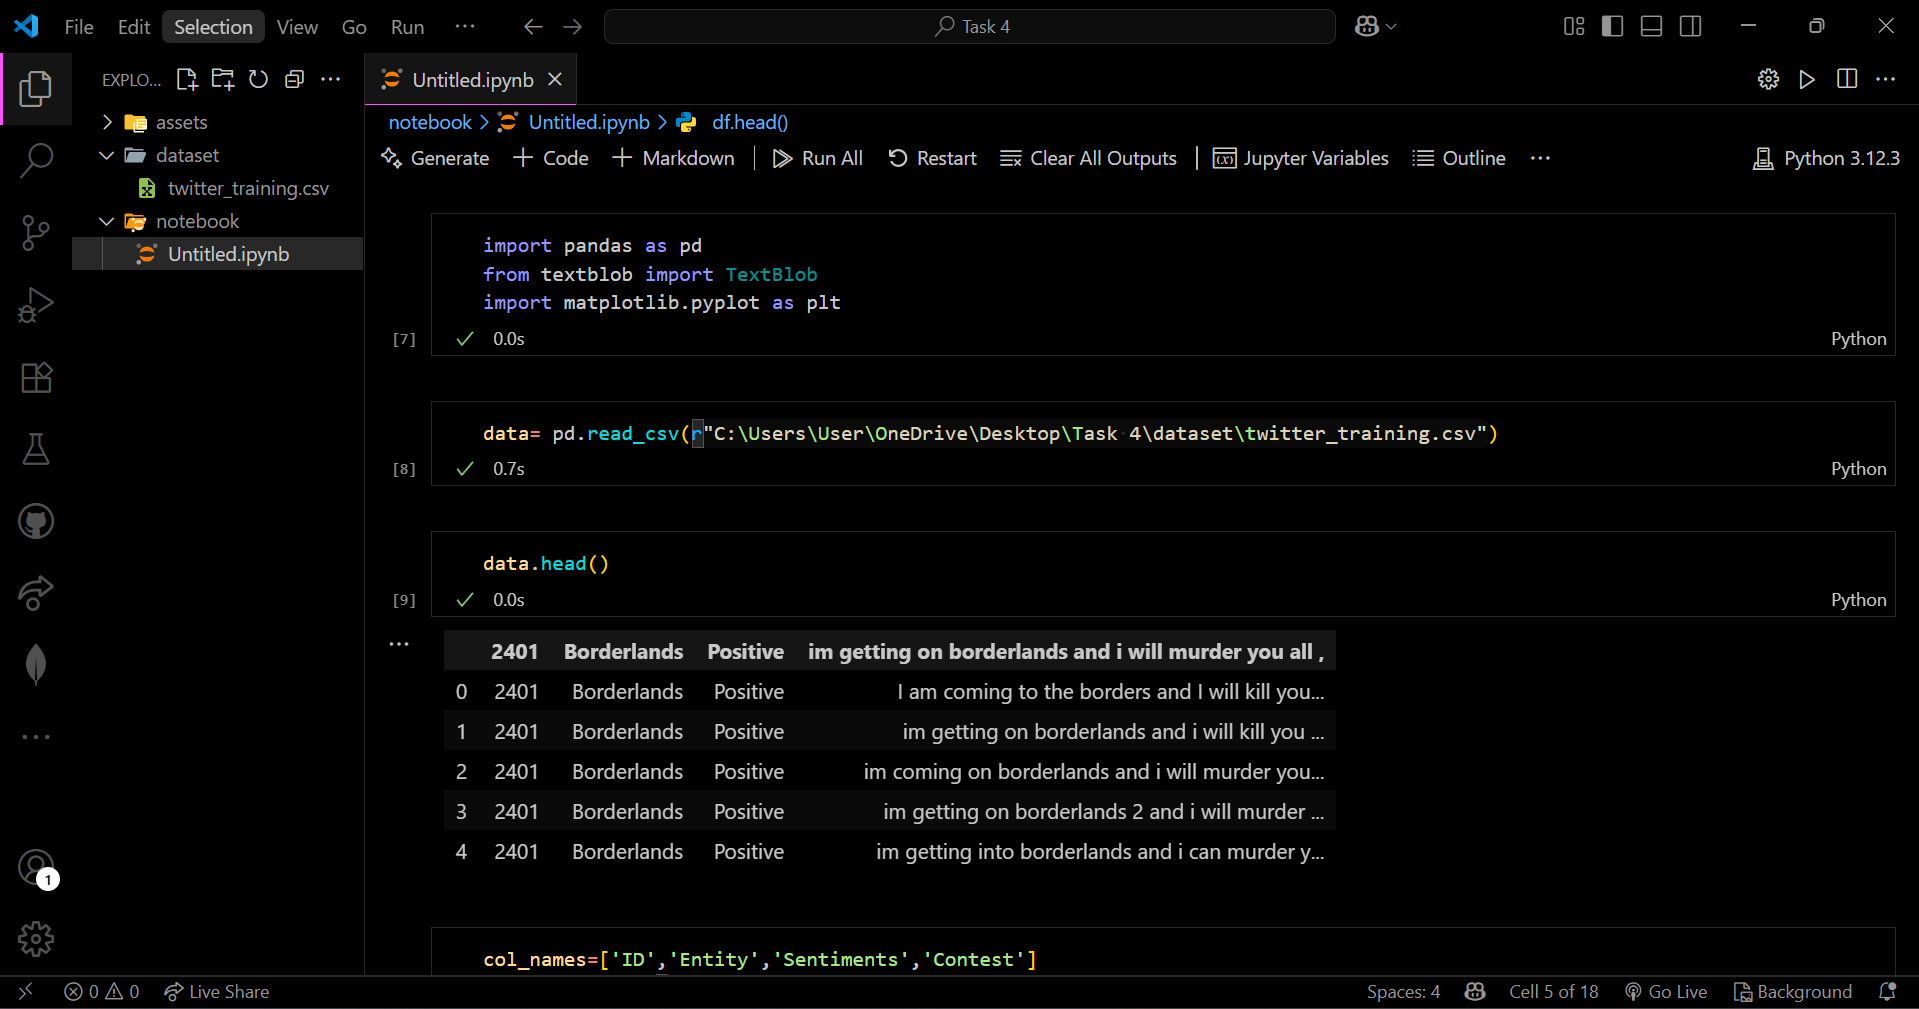 File Edit Selection View Go Run ··· Task 4
EXPLO...
assets
dataset
twitter_training.csv
notebook
Untitled.ipynb
Untitled.ipynb
notebook > Untitled.ipynb > df.head()
Generate + Code + Markdown Run All Restart Clear All Outputs Jupyter Variables Outline ··· Python 3.12.3
import pandas as pd
from textblob import TextBlob
import matplotlib.pyplot as plt
[7] 0.0s Python
data= pd.read_csv(r"C:\Users\User\OneDrive\Desktop\Task 4\dataset\twitter_training.csv")
[8] 0.7s Python
data.head()
[9] 0.0s Python
2401 Borderlands Positive im getting on borderlands and i will murder you all ,
0 2401 Borderlands Positive I am coming to the borders and I will kill you...
1 2401 Borderlands Positive im getting on borderlands and i will kill you ...
2 2401 Borderlands Positive im coming on borderlands and i will murder you...
3 2401 Borderlands Positive im getting on borderlands 2 and i will murder ...
4 2401 Borderlands Positive im getting into borderlands and i can murder y...
col_names=['ID','Entity','Sentiments','Contest']
1
0 0 Live Share Spaces: 4 Cell 5 of 18 Go Live Background